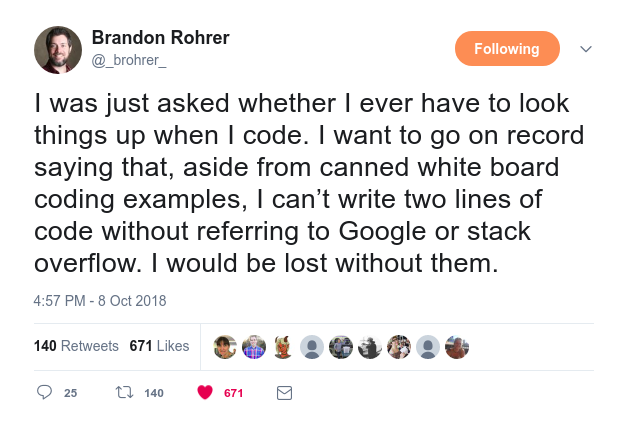 Brandon Rohrer
@_brohrer_
Following
I was just asked whether I ever have to look
things up when I code. I want to go on record
saying that, aside from canned white board
coding examples, I can’t write two lines of
code without referring to Google or stack
overflow. I would be lost without them.
4:57 PM - 8 Oct 2018
140 Retweets 671 Likes
25 140 671